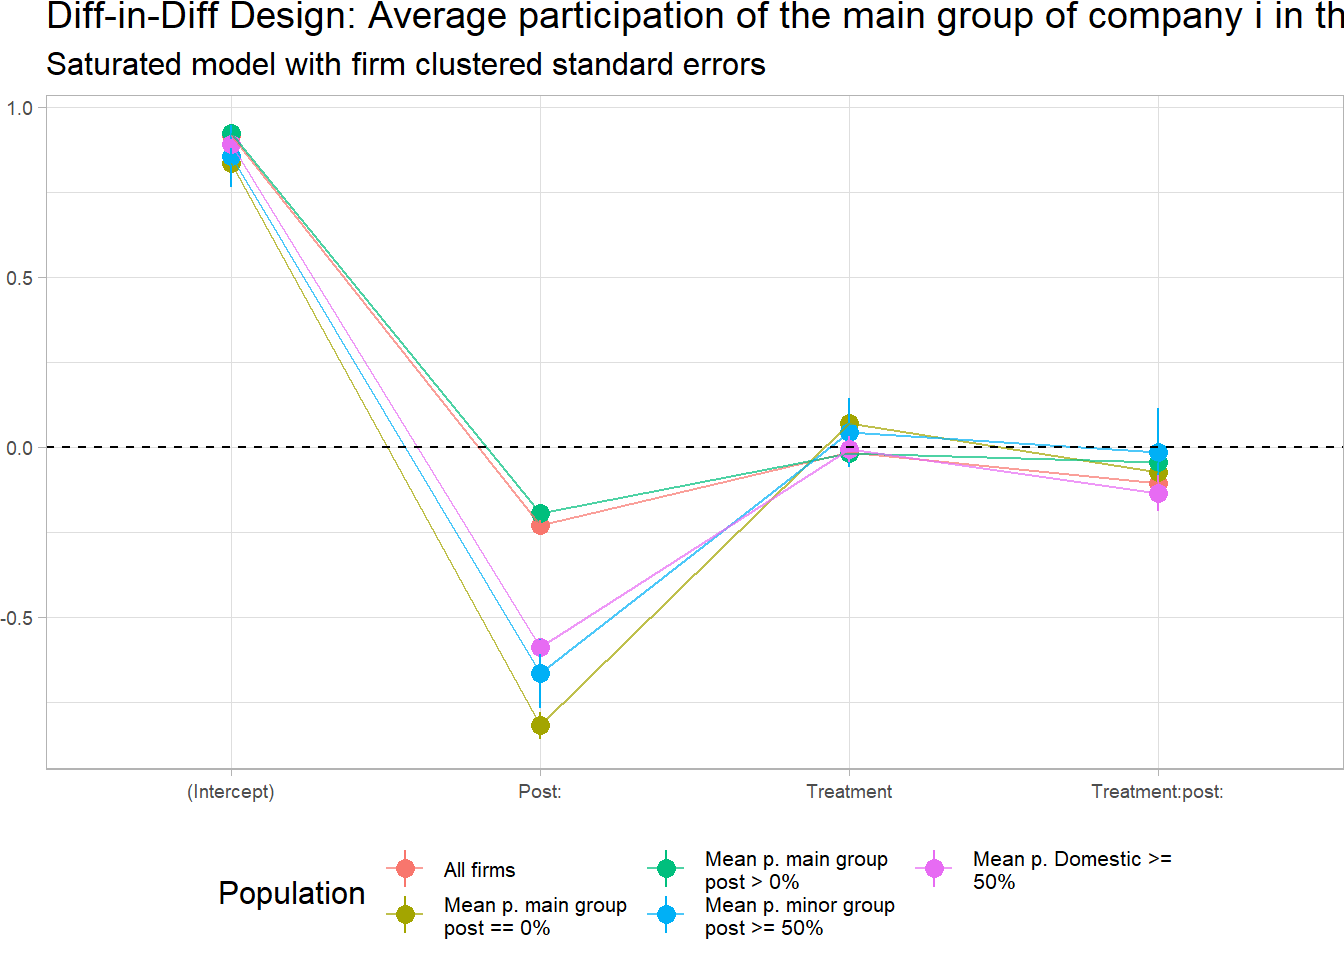 Diff-in-Diff Design: Average participation of the main group of company i in th
Saturated model with firm clustered standard errors
1.0
0.5
0.0
-0.5
(Intercept)
Post:
Treatment
Treatment:post:
Population
All firms
Mean p. main group
post == 0%
Mean p. main group
post > 0%
Mean p. minor group
post >= 50%
Mean p. Domestic >=
50%